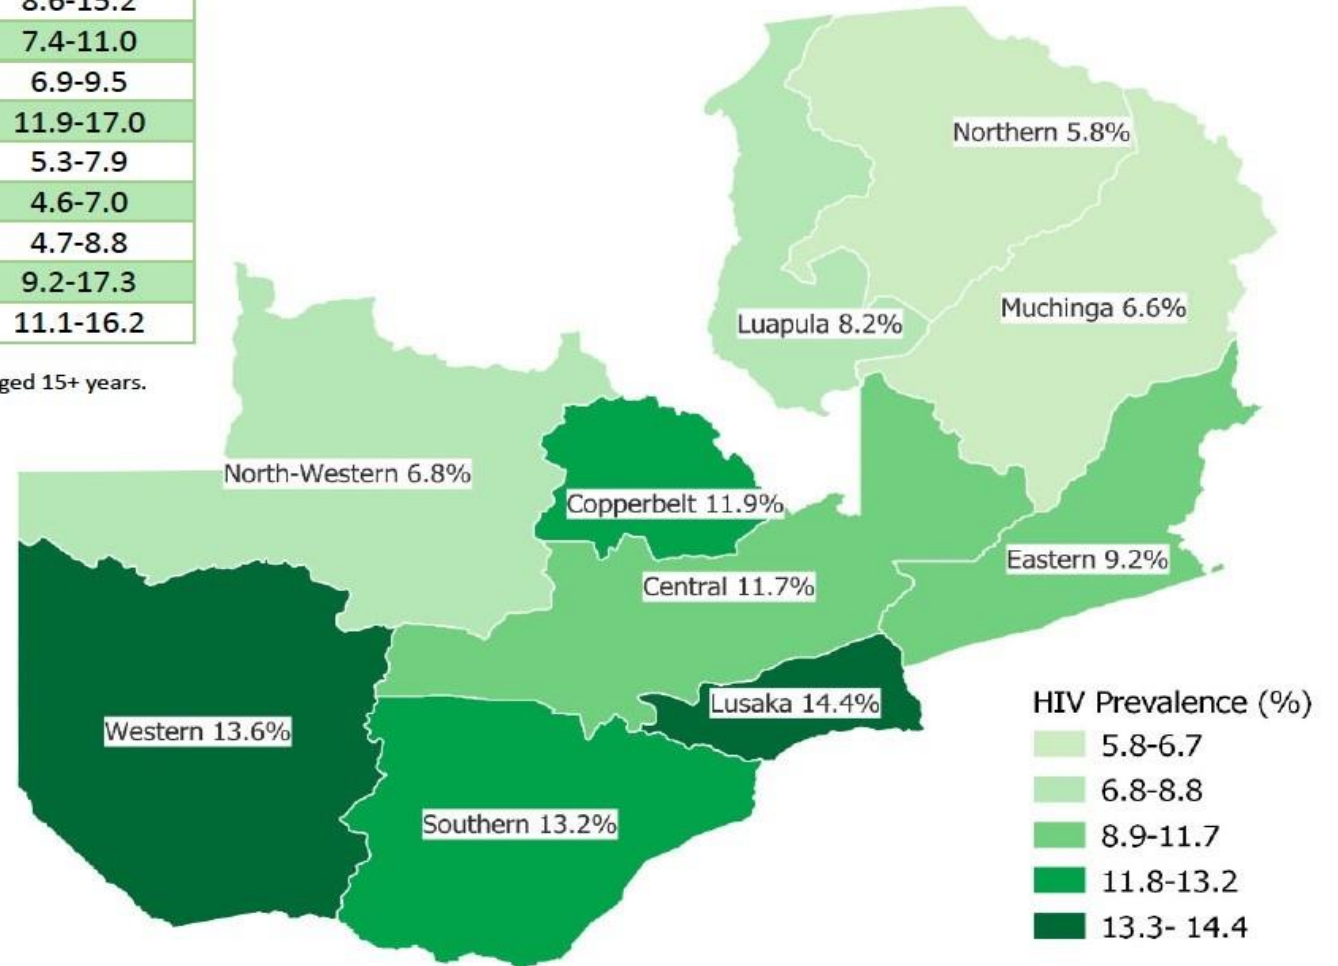 8.6-15.2
7.4-11.0
6.9-9.5
11.9-17.0
5.3-7.9
4.6-7.0
4.7-8.8
9.2-17.3
11.1-16.2
ged 15+ years.
Northern 5.8%
Muchinga 6.6%
Luapula 8.2%
North-Western 6.8%
Copperbelt 11.9%
Eastern 9.2%
Central 11.7%
Lusaka 14.4%
Western 13.6%
Southern 13.2%
HIV Prevalence (%)
5.8-6.7
6.8-8.8
8.9-11.7
11.8-13.2
13.3- 14.4